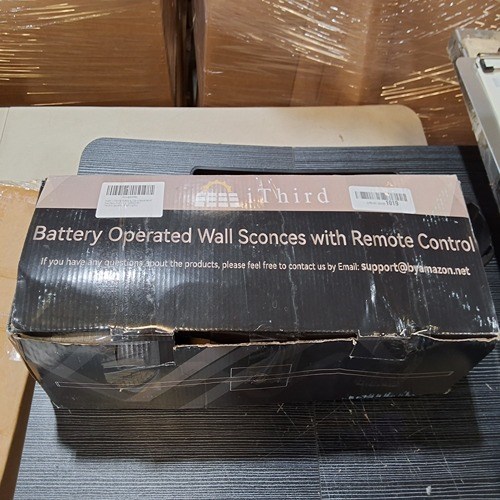 iThird
1019
Battery Operated Wall Sconces with Remote Control
If you have any questions about the products, please feel free to contact us by Email: support@byamazon.net